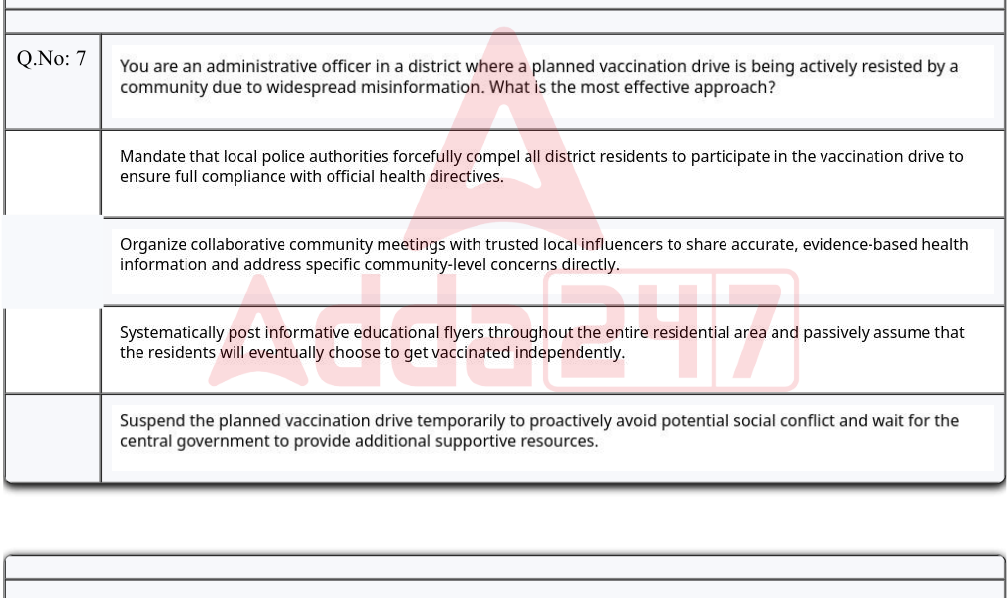 Q.No: 7
You are an administrative officer in a district where a planned vaccination drive is being actively resisted by a
community due to widespread misinformation. What is the most effective approach?
Mandate that local police authorities forcefully compel all district residents to participate in the vaccination drive to
ensure full compliance with official health directives.
Organize collaborative community meetings with trusted local influencers to share accurate, evidence-based health
information and address specific community-level concerns directly.
Systematically post informative educational flyers throughout the entire residential area and passively assume that
the residents will eventually choose to get vaccinated independently.
Suspend the planned vaccination drive temporarily to proactively avoid potential social conflict and wait for the
central government to provide additional supportive resources.
Adda247